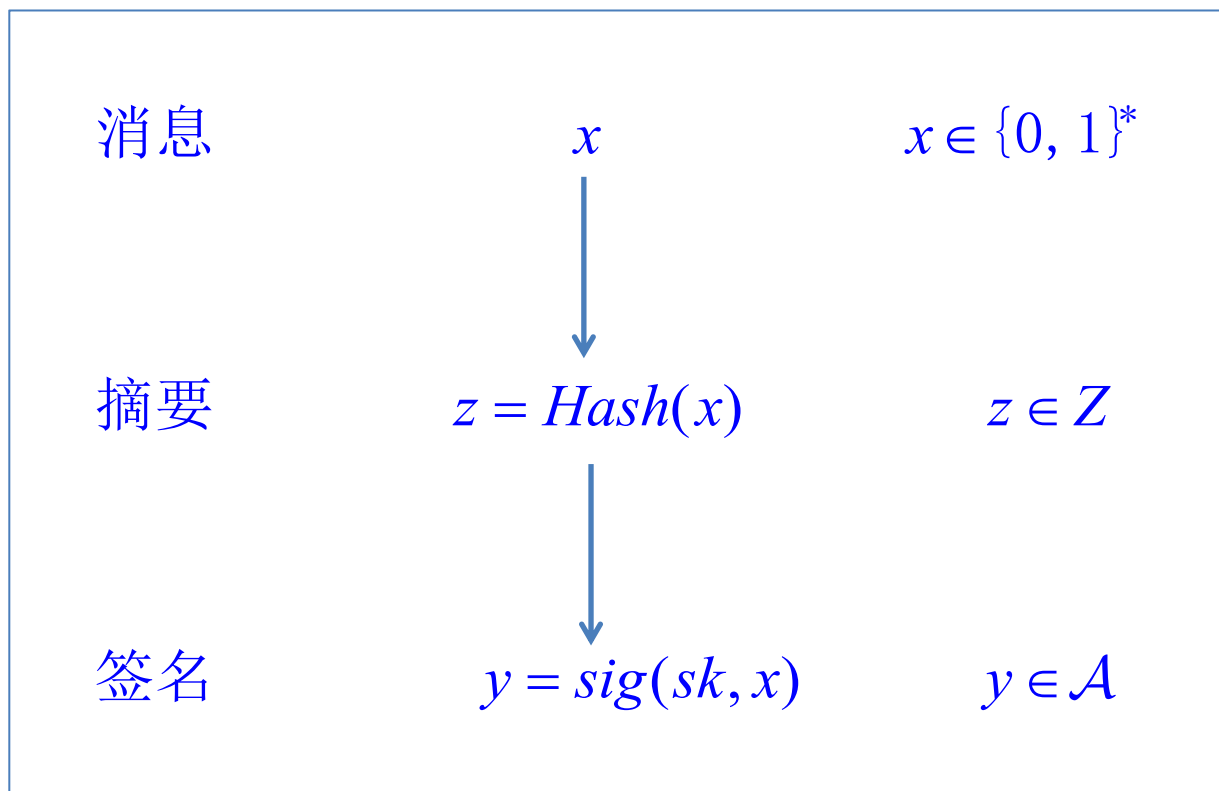 消息 x x ∈ {0, 1}*
摘要 z = Hash(x) z ∈ Z
签名 y = sig(sk, x) y ∈ 𝒜